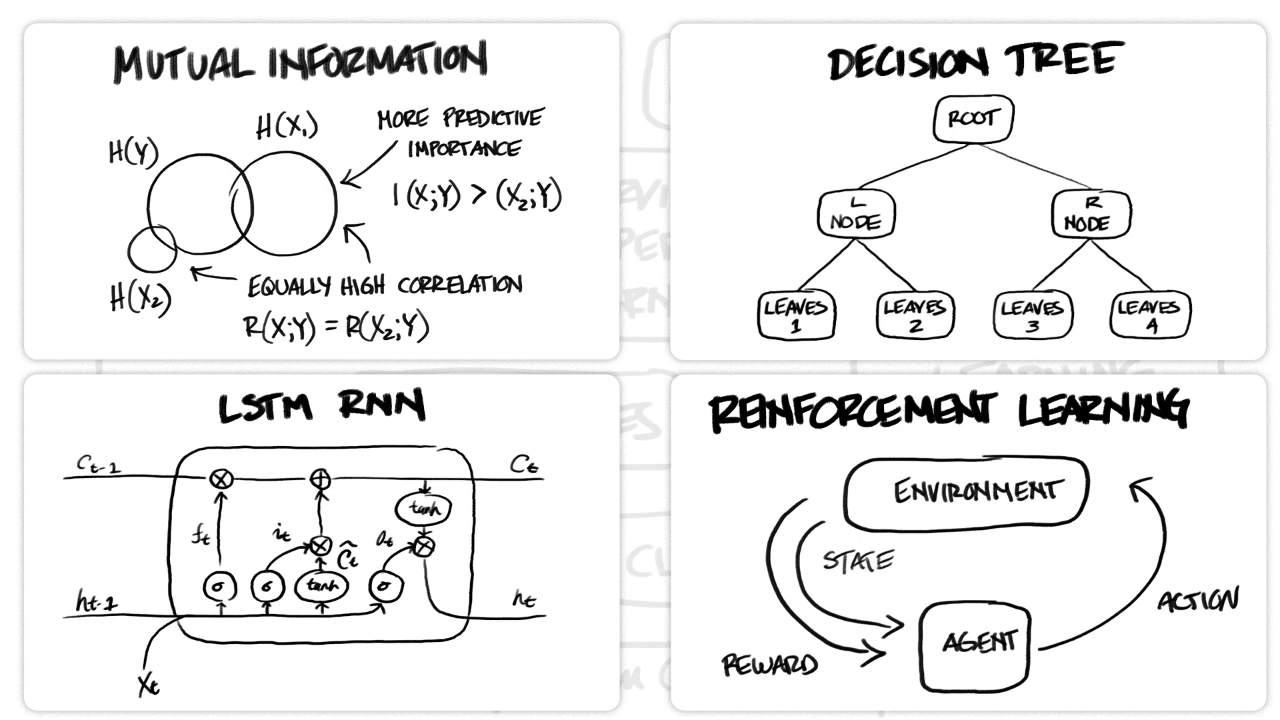 MUTUAL INFORMATION
H(Y)
H(X₁)
MORE PREDICTIVE
IMPORTANCE
I(X;Y) > (X₂;Y)
H(X₂)
EQUALLY HIGH CORRELATION
R(X;Y) = R(X₂;Y)
DECISION TREE
ROOT
L
NODE
R
NODE
LEAVES
1
LEAVES
2
LEAVES
3
LEAVES
4
LSTM RNN
Ct-1
Ct
tanh
ft
it
C̃t
Ot
σ
σ
tanh
σ
ht-1
ht
Xt
REINFORCEMENT LEARNING
ENVIRONMENT
STATE
ACTION
AGENT
REWARD
LEARNING